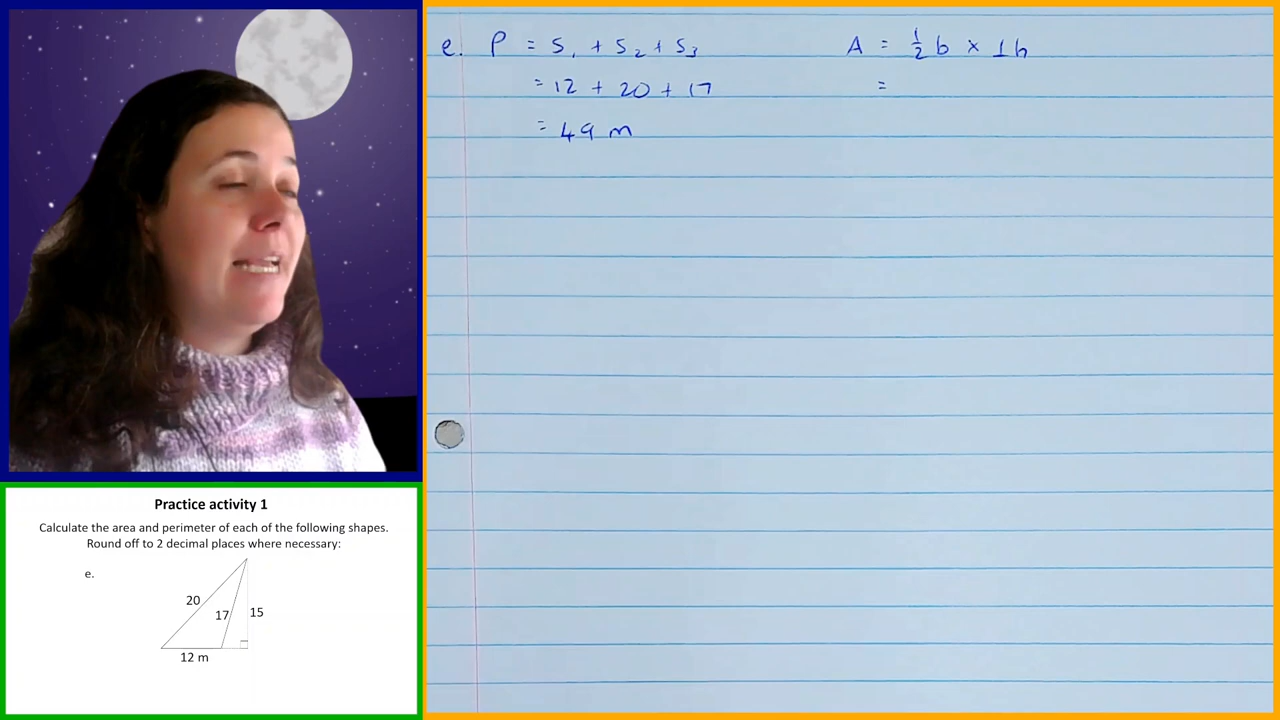 e. P = S₁ + S₂ + S₃
= 12 + 20 + 17
= 49 m
A = ½ b × ⊥h
=
Practice activity 1
Calculate the area and perimeter of each of the following shapes.
Round off to 2 decimal places where necessary:
e.
20
17
15
12 m